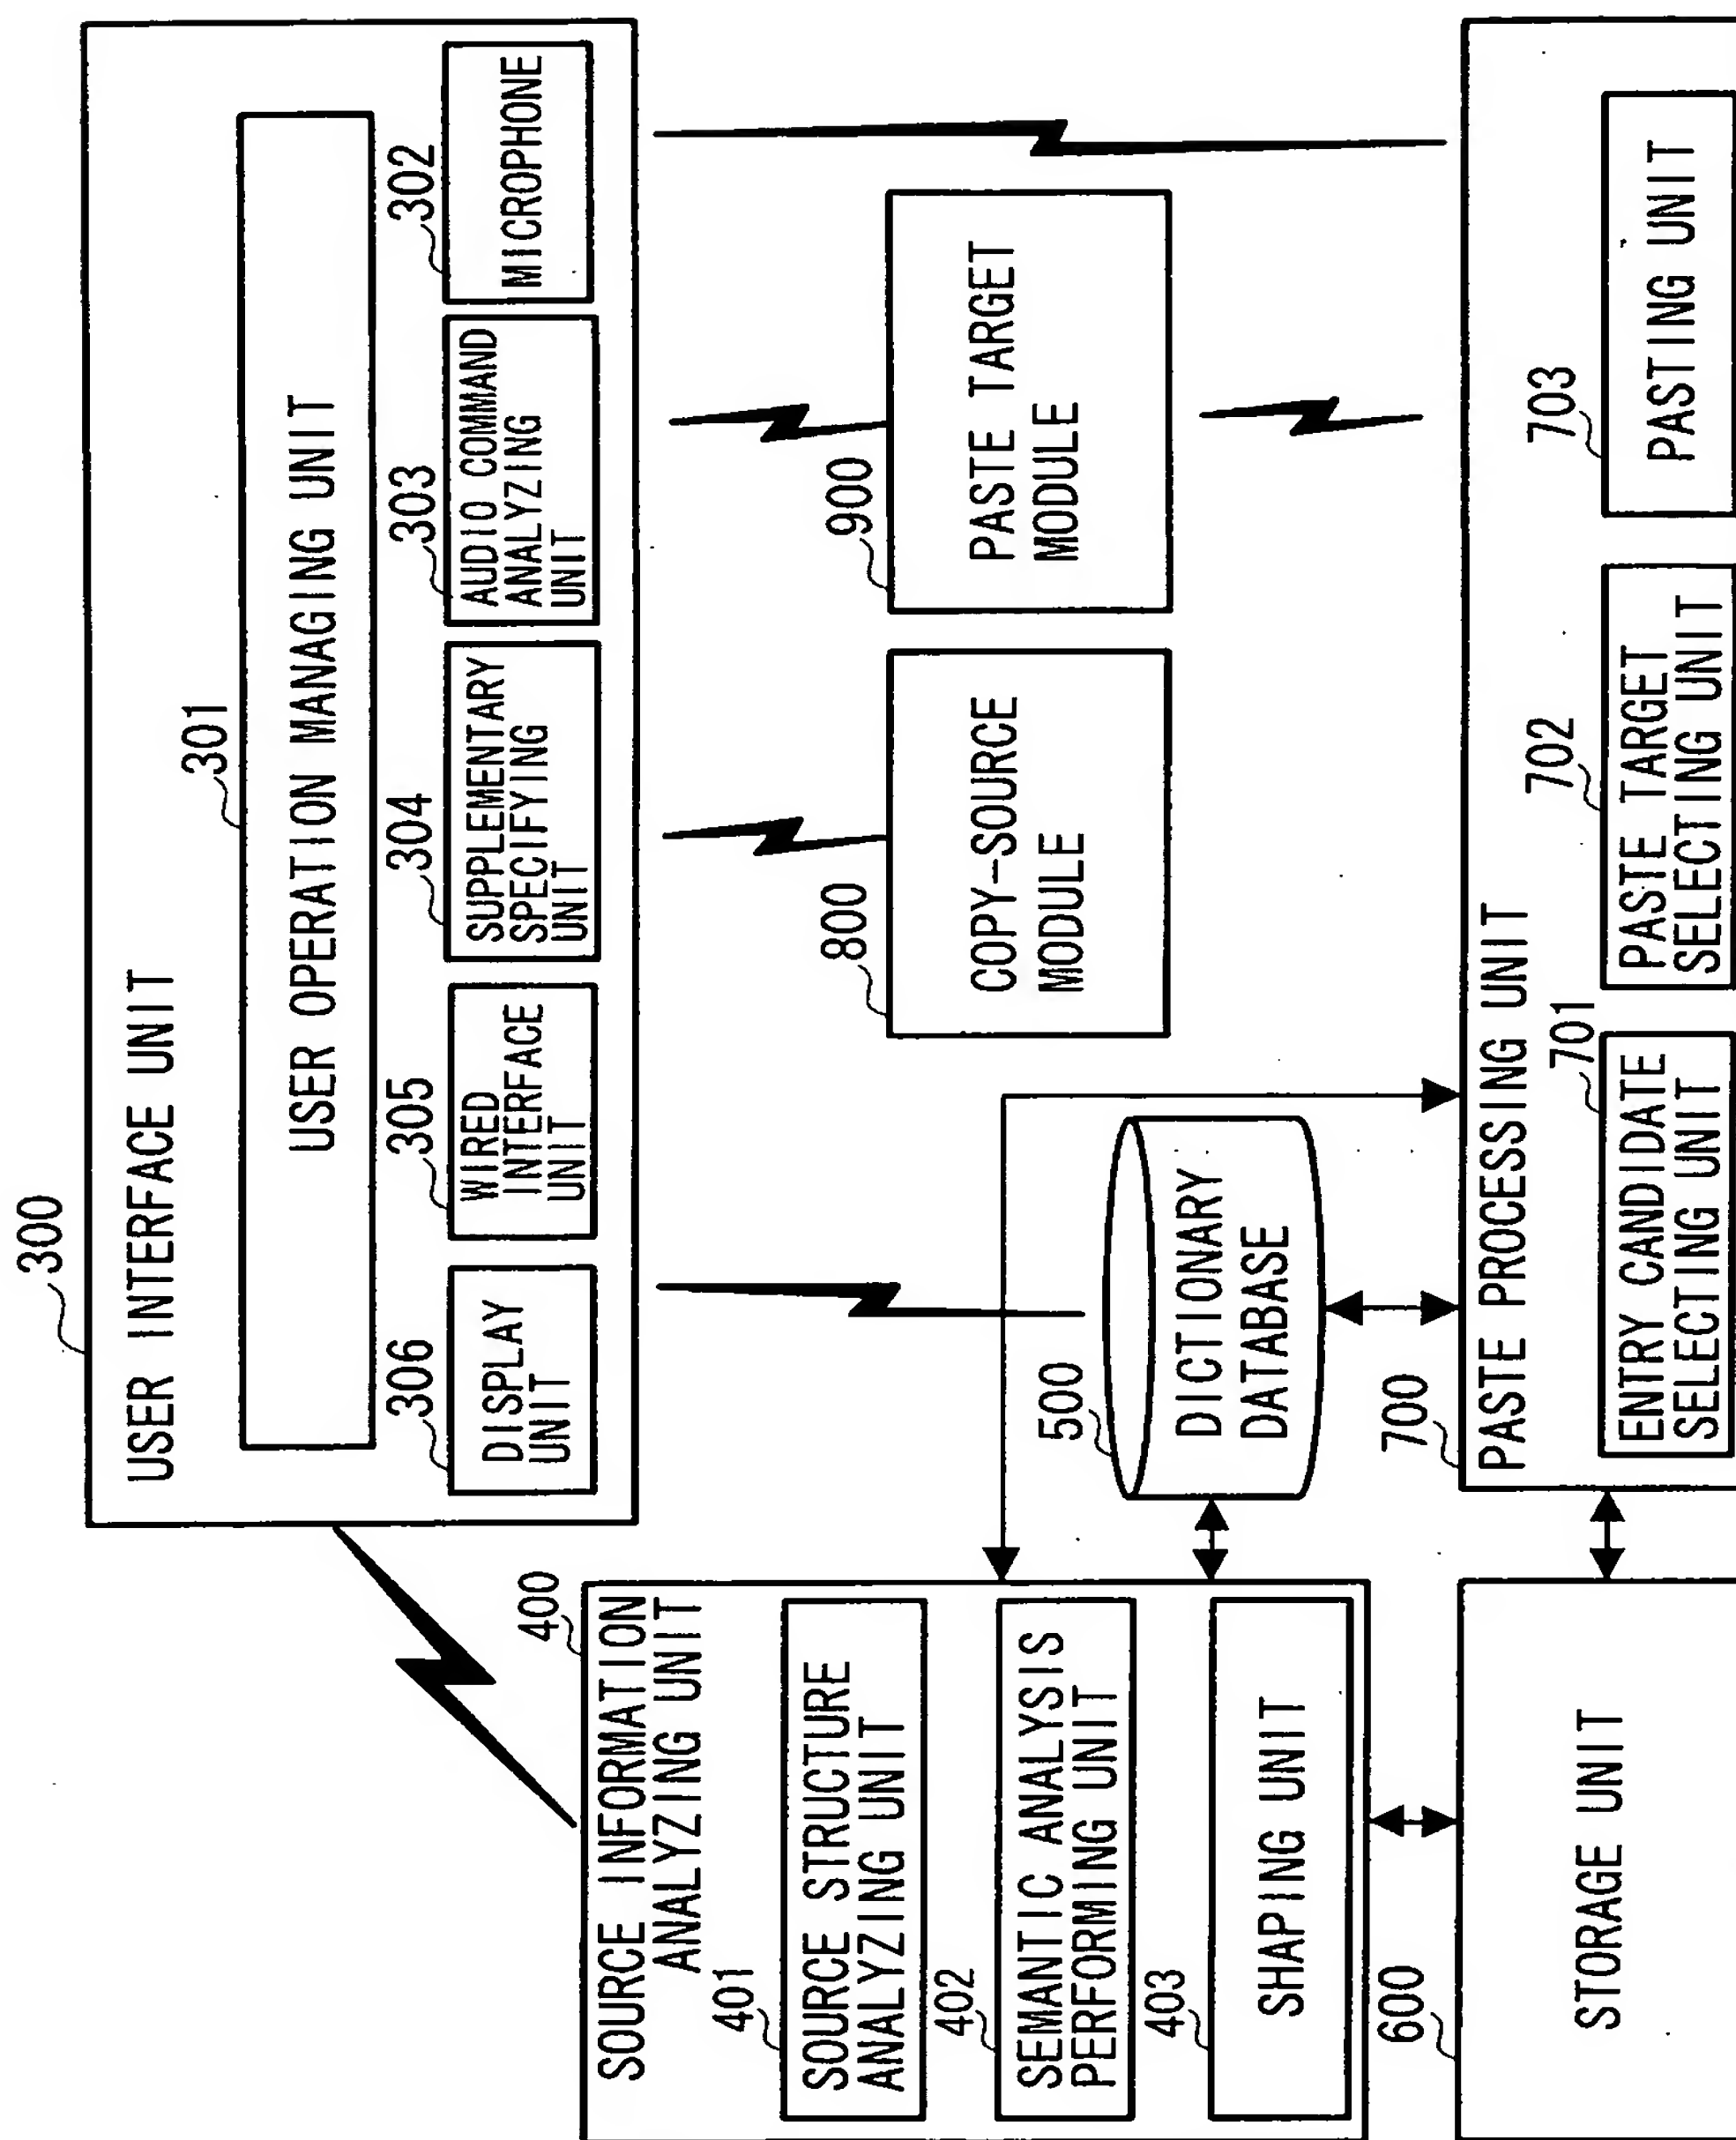 300
USER INTERFACE UNIT
301
USER OPERATION MANAGING UNIT
306
DISPLAY
UNIT
305
WIRED
INTERFACE
UNIT
304
SUPPLEMENTARY
SPECIFYING
UNIT
303
AUDIO COMMAND
ANALYZING
UNIT
302
MICROPHONE
400
SOURCE INFORMATION
ANALYZING UNIT
401
SOURCE STRUCTURE
ANALYZING UNIT
402
SEMANTIC ANALYSIS
PERFORMING UNIT
403
SHAPING UNIT
500
DICTIONARY
DATABASE
800
COPY-SOURCE
MODULE
900
PASTE TARGET
MODULE
600
STORAGE UNIT
700
PASTE PROCESSING UNIT
701
ENTRY CANDIDATE
SELECTING UNIT
702
PASTE TARGET
SELECTING UNIT
703
PASTING UNIT